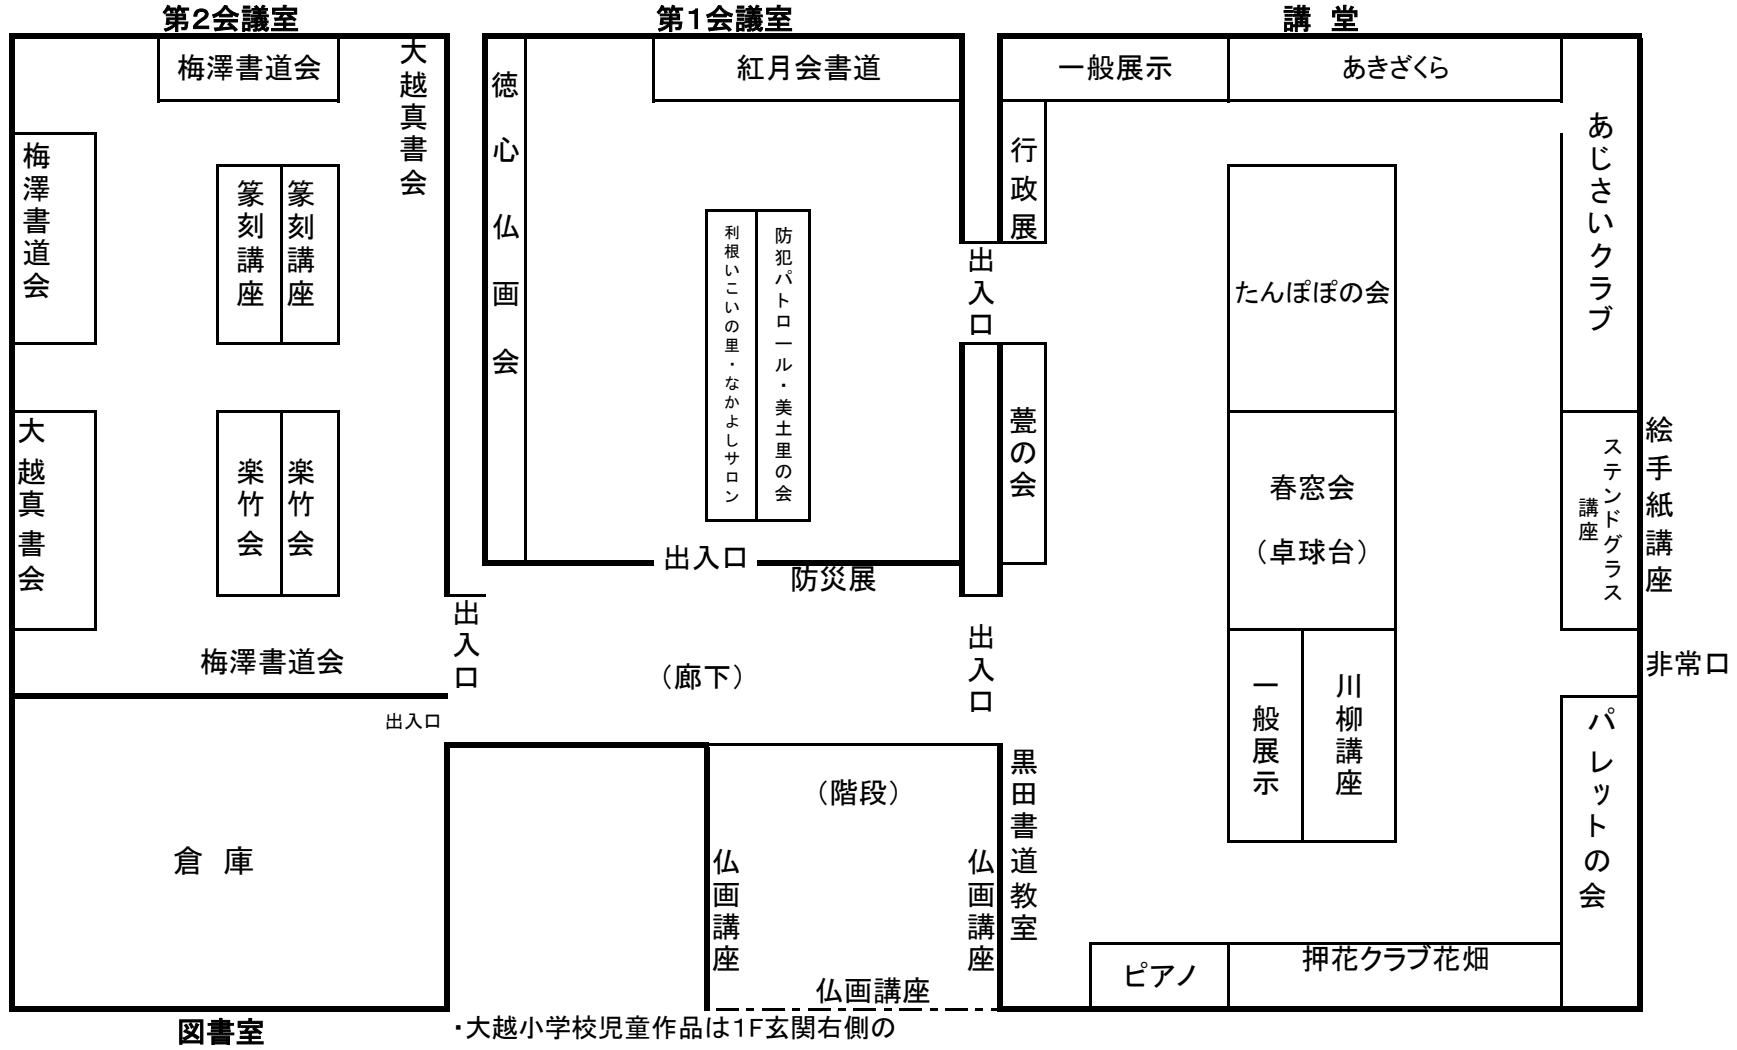 第2会議室
第1会議室
講　堂
梅澤書道会
大越真書会
梅澤書道会
篆刻講座
篆刻講座
大越真書会
楽竹会
楽竹会
梅澤書道会
出入口
出入口
倉　庫
図書室
徳心仏画会
紅月会書道
利根いこいの里・なかよしサロン
防犯パトロール・美土里の会
出入口
防災展
出入口
出入口
（廊下）
（階段）
仏画講座
仏画講座
仏画講座
・大越小学校児童作品は1F玄関右側の
一般展示
あきざくら
行政展
あじさいクラブ
たんぽぽの会
甍の会
春窓会
（卓球台）
ステンドグラス
講座
絵手紙講座
非常口
一般展示
川柳講座
パレットの会
黒田書道教室
ピアノ
押花クラブ花畑